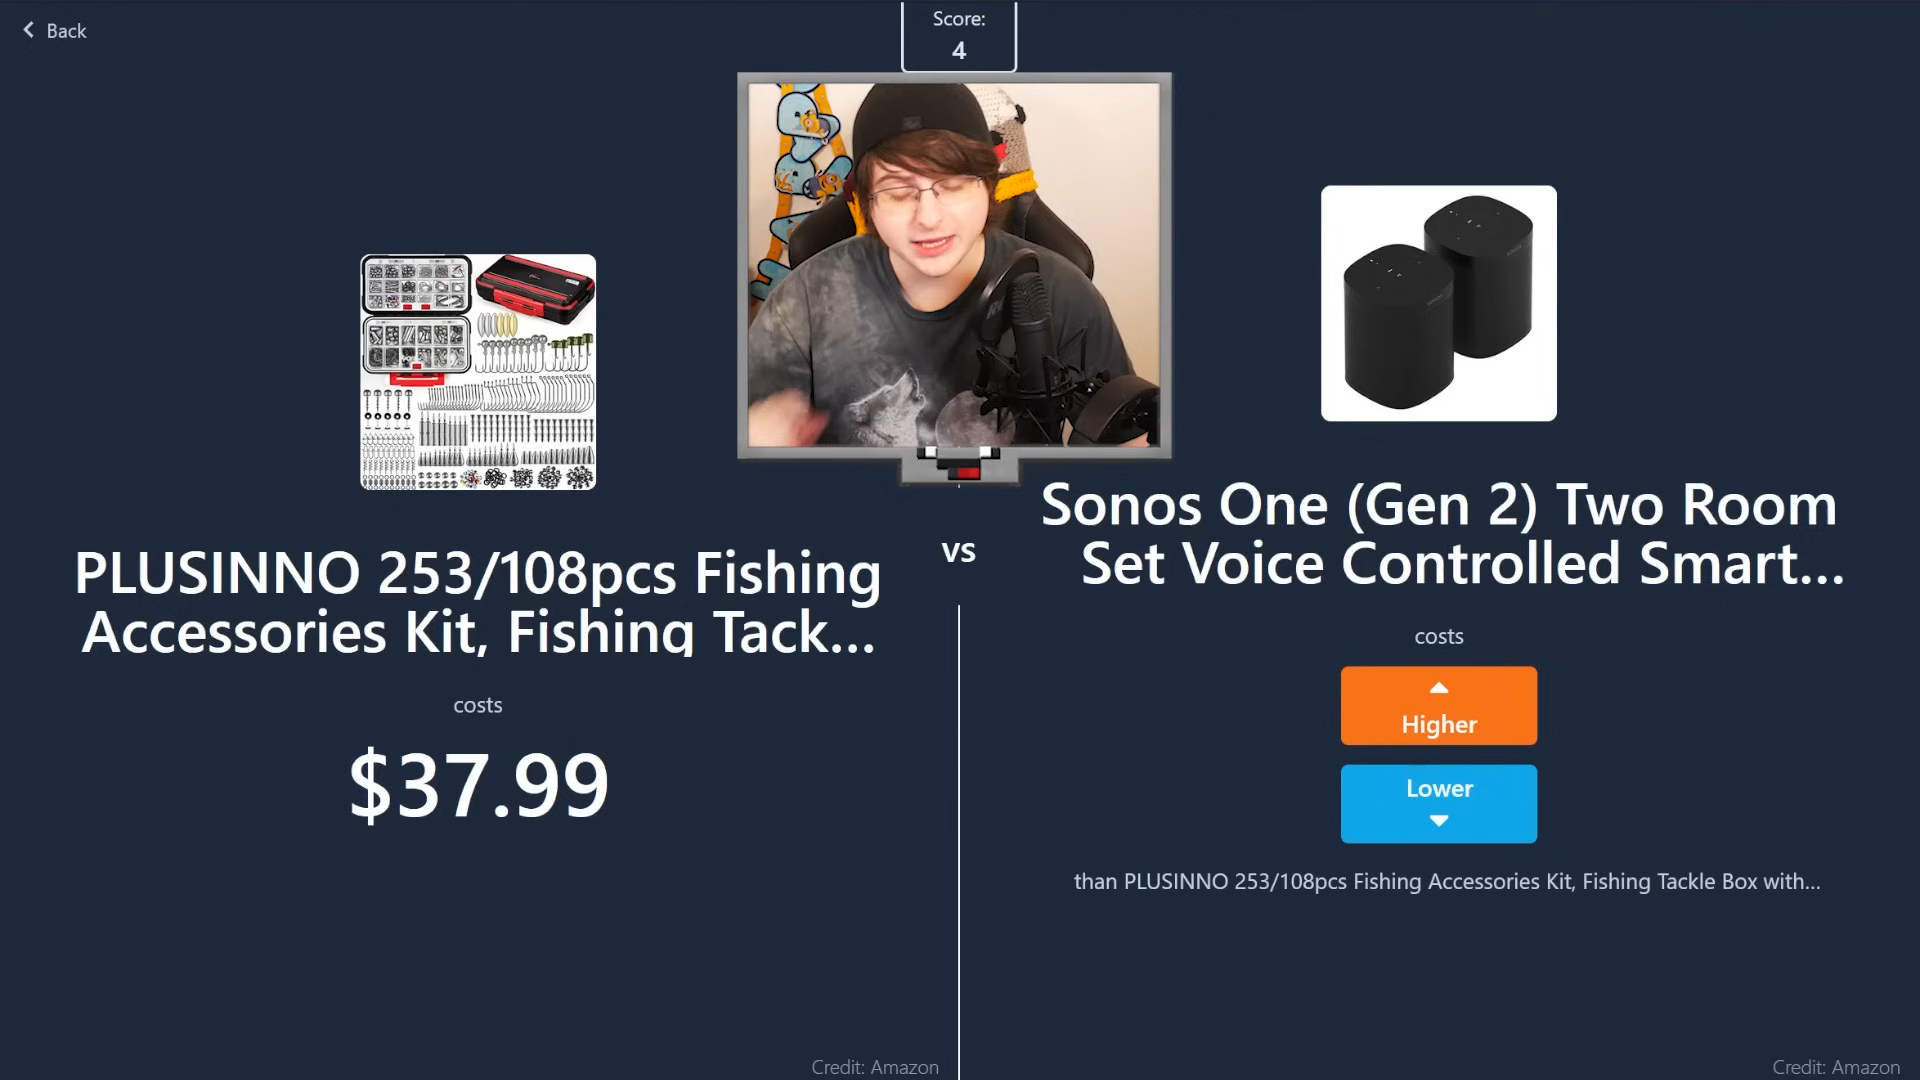 Back
Score:
4
PLUSINNO 253/108pcs Fishing
Accessories Kit, Fishing Tack...
costs
$37.99
vs
Sonos One (Gen 2) Two Room
Set Voice Controlled Smart...
costs
Higher
Lower
than PLUSINNO 253/108pcs Fishing Accessories Kit, Fishing Tackle Box with...
Credit: Amazon
Credit: Amazon